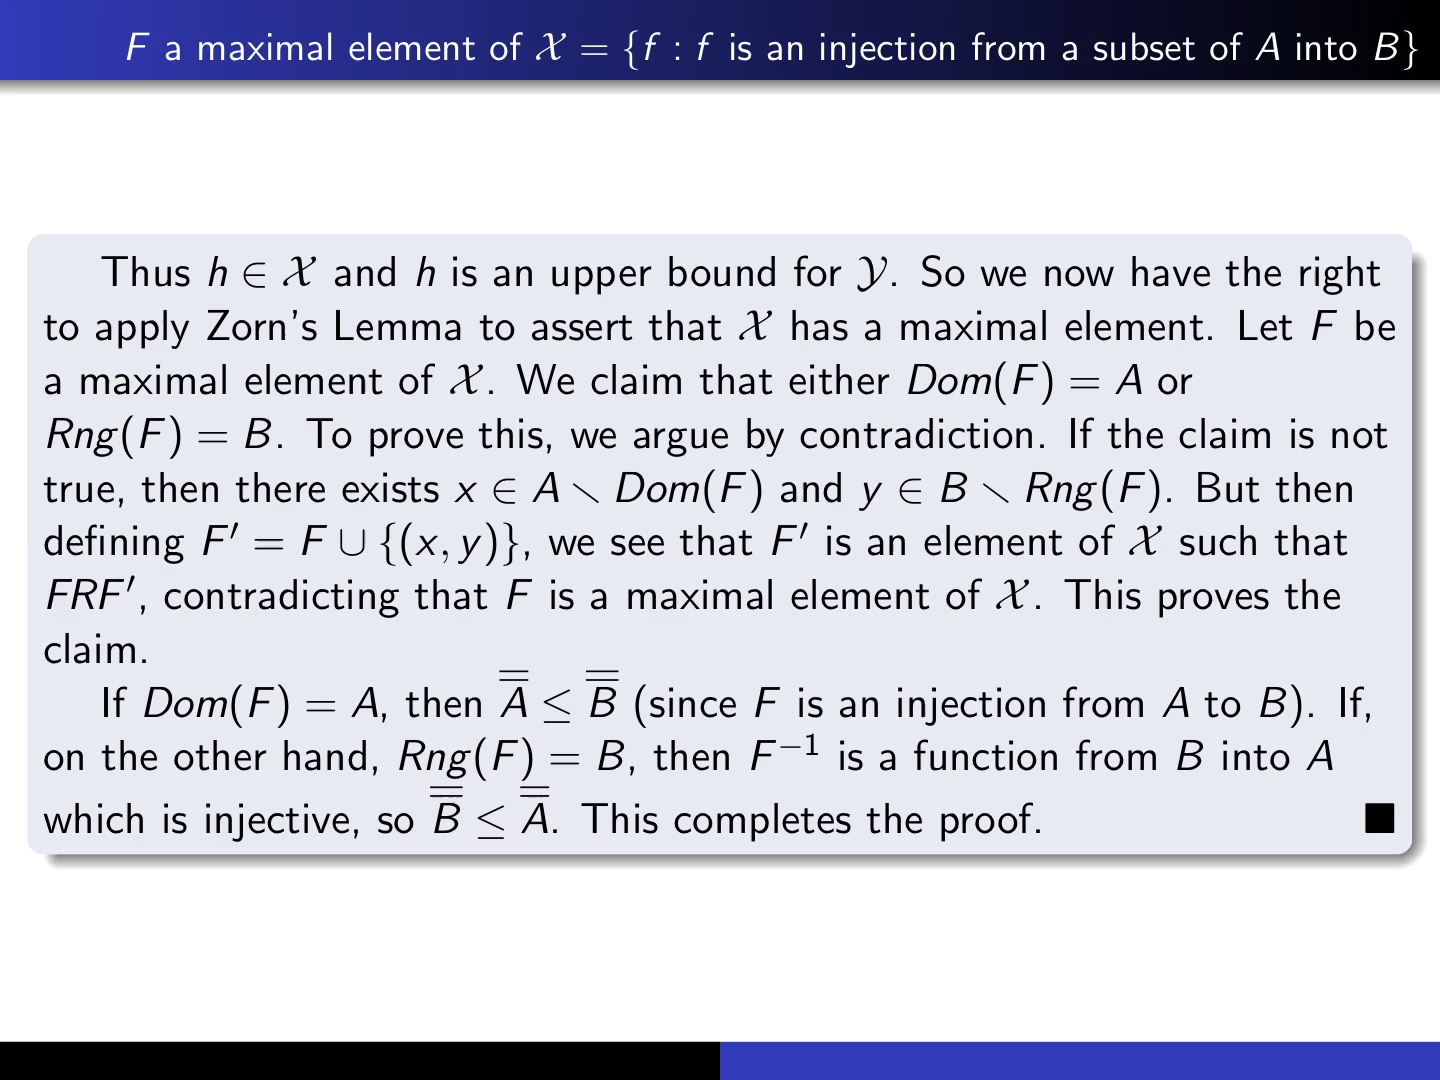 F a maximal element of 𝒳 = {f : f is an injection from a subset of A into B}
Thus h ∈ 𝒳 and h is an upper bound for 𝒴. So we now have the right
to apply Zorn's Lemma to assert that 𝒳 has a maximal element. Let F be
a maximal element of 𝒳. We claim that either Dom(F) = A or
Rng(F) = B. To prove this, we argue by contradiction. If the claim is not
true, then there exists x ∈ A ∖ Dom(F) and y ∈ B ∖ Rng(F). But then
defining F′ = F ∪ {(x, y)}, we see that F′ is an element of 𝒳 such that
FRF′, contradicting that F is a maximal element of 𝒳. This proves the
claim.
If Dom(F) = A, then A̿ ≤ B̿ (since F is an injection from A to B). If,
on the other hand, Rng(F) = B, then F⁻¹ is a function from B into A
which is injective, so B̿ ≤ A̿. This completes the proof. ■